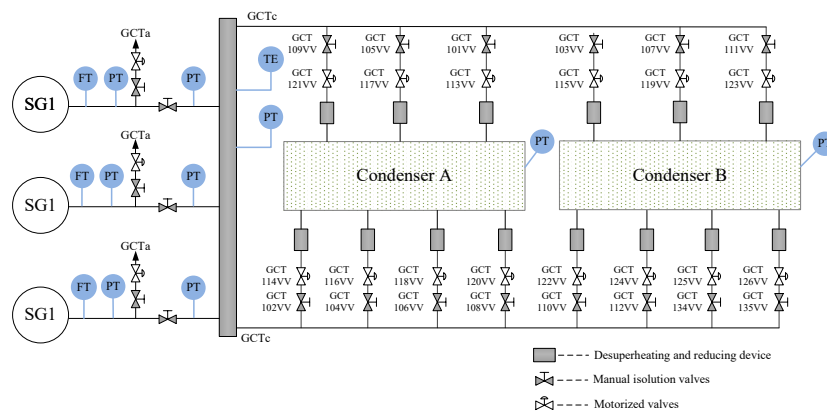 GCTc
GCTa
FT
PT
PT
SG1
TE
PT
GCTa
FT
PT
PT
SG1
GCTa
FT
PT
PT
SG1
GCT
109VV
GCT
105VV
GCT
101VV
GCT
103VV
GCT
107VV
GCT
111VV
GCT
121VV
GCT
117VV
GCT
113VV
GCT
115VV
GCT
119VV
GCT
123VV
Condenser A
PT
Condenser B
PT
GCT
114VV
GCT
116VV
GCT
118VV
GCT
120VV
GCT
122VV
GCT
124VV
GCT
125VV
GCT
126VV
GCT
102VV
GCT
104VV
GCT
106VV
GCT
108VV
GCT
110VV
GCT
112VV
GCT
134VV
GCT
135VV
GCTc
Desuperheating and reducing device
Manual isolation valves
Motorized valves